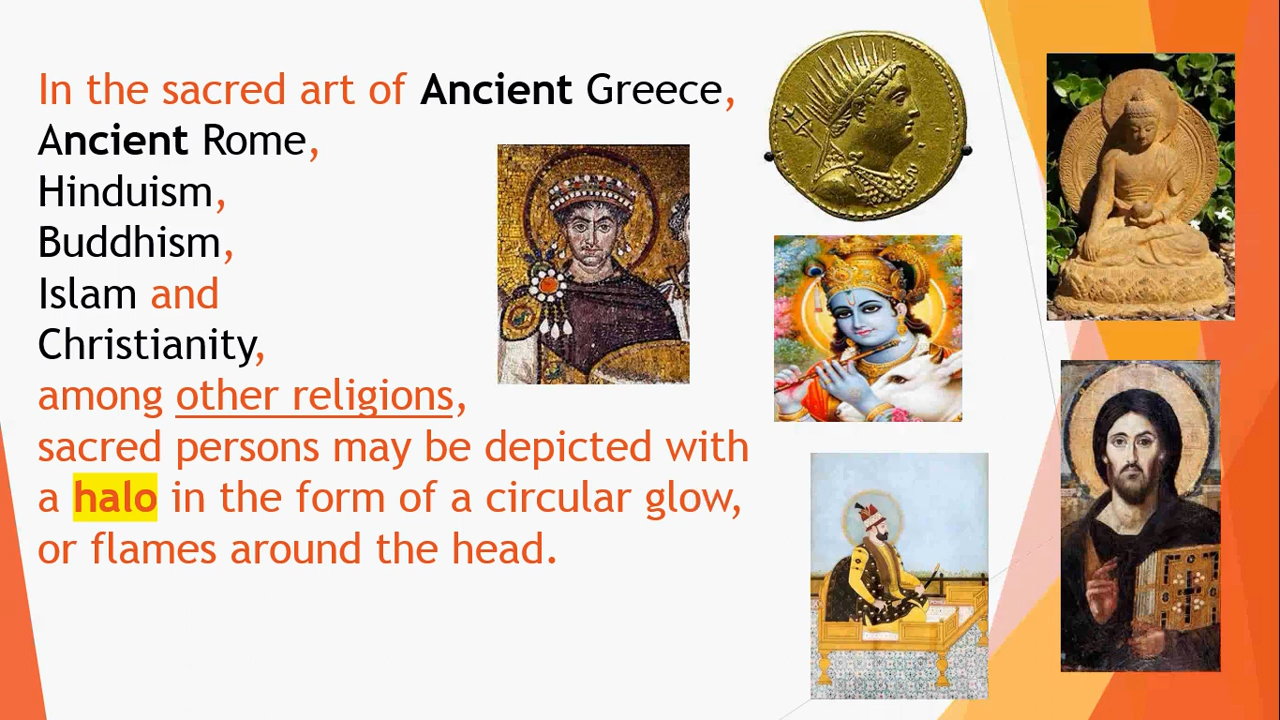 In the sacred art of Ancient Greece,
Ancient Rome,
Hinduism,
Buddhism,
Islam and
Christianity,
among other religions,
sacred persons may be depicted with
a halo in the form of a circular glow,
or flames around the head.